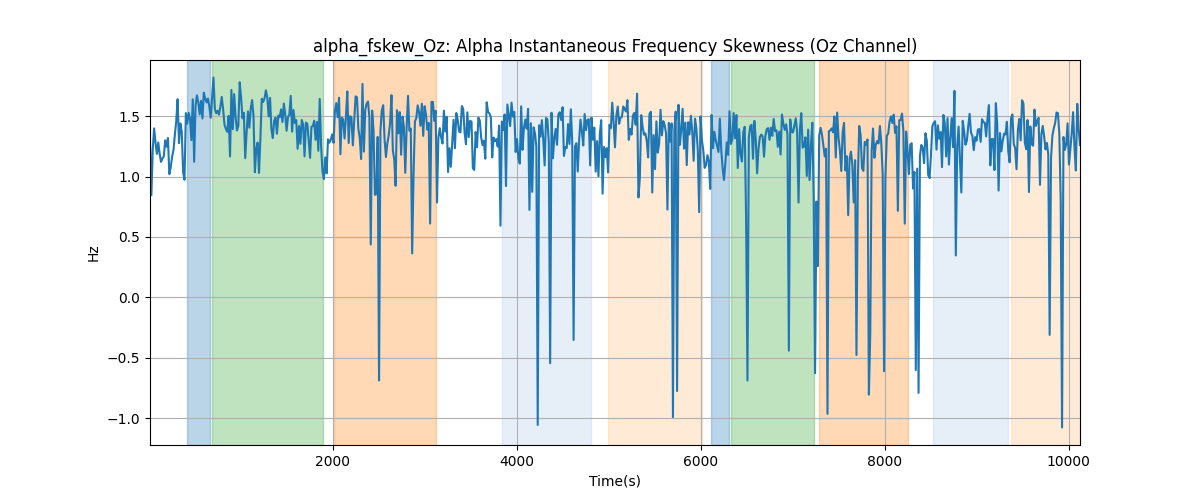 alpha_fskew_Oz: Alpha Instantaneous Frequency Skewness (Oz Channel)
1.5
1.0
0.5
0.0
−0.5
−1.0
Hz
2000 4000 6000 8000 10000
Time(s)